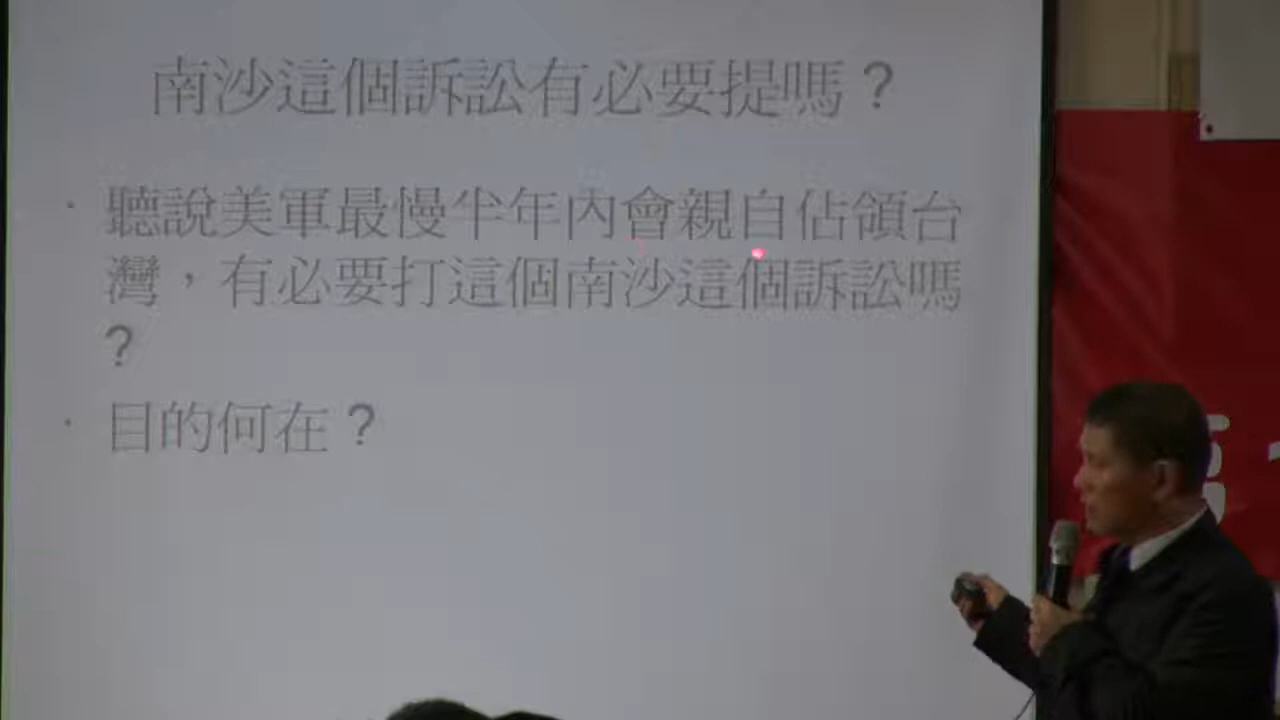 南沙這個訴訟有必要提嗎？
· 聽說美軍最慢半年內會親自佔領台
灣，有必要打這個南沙這個訴訟嗎
？
· 目的何在？